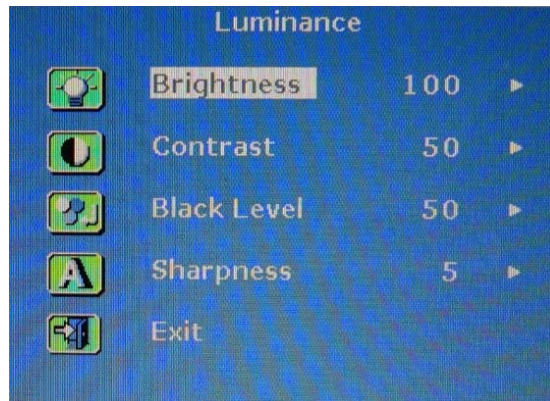 Luminance
Brightness 100
Contrast 50
Black Level 50
Sharpness 5
Exit